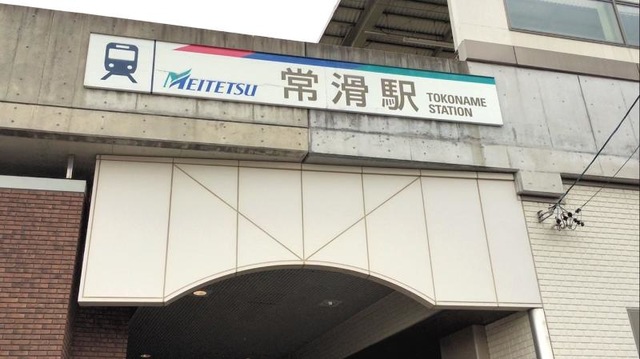 MEITETSU 常滑駅 TOKONAME
STATION